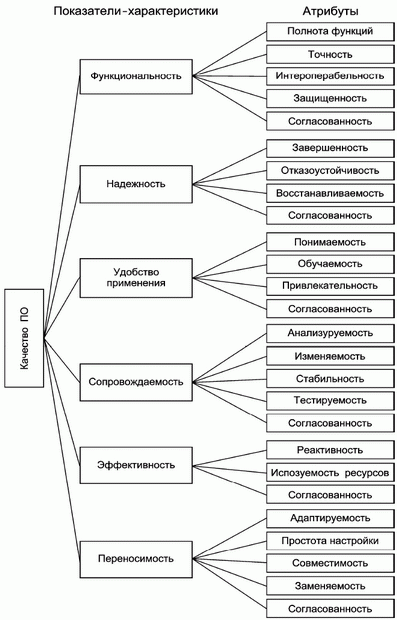 Показатели-характеристики
Атрибуты
Качество ПО
Функциональность
Полнота функций
Точность
Интероперабельность
Защищенность
Согласованность
Надежность
Завершенность
Отказоустойчивость
Восстанавливаемость
Согласованность
Удобство
применения
Понимаемость
Обучаемость
Привлекательность
Согласованность
Сопровождаемость
Анализуруемость
Изменяемость
Стабильность
Тестируемость
Согласованность
Эффективность
Реактивность
Испозуемость ресурсов
Согласованность
Переносимость
Адаптируемость
Простота настройки
Совместимость
Заменяемость
Согласованность